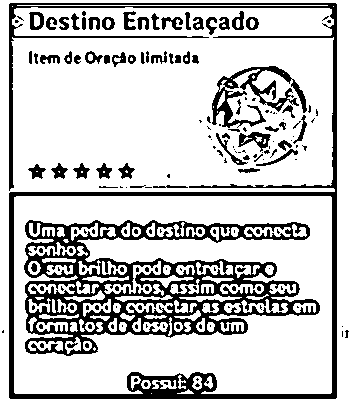 Destino Entrelaçado
Item de Oração limitada
Uma pedra do destino que conecta
sonhos.
O seu brilho pode entrelaçar e
conectar sonhos, assim como seu
brilho pode conectar as estrelas em
formatos de desejos de um
coração.
Possui: 84